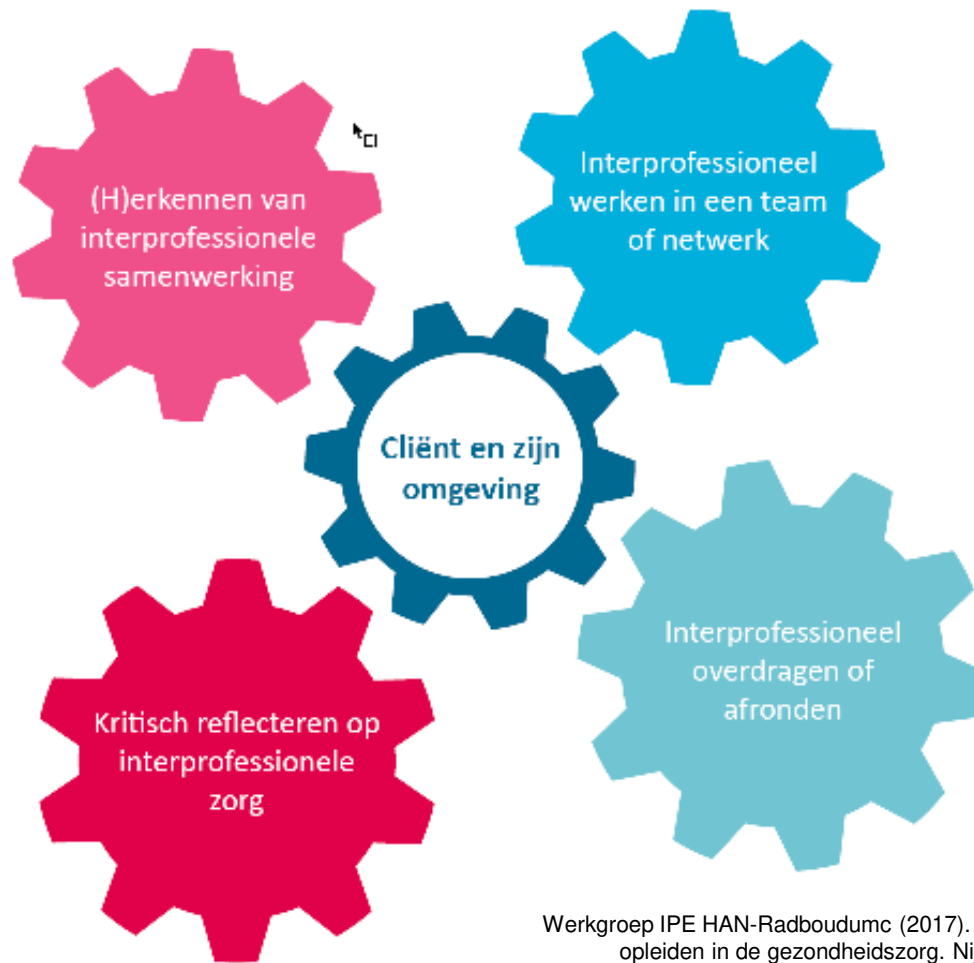 (H)erkennen van
interprofessionele
samenwerking
Interprofessioneel
werken in een team
of netwerk
Cliënt en zijn
omgeving
Interprofessioneel
overdragen of
afronden
Kritisch reflecteren op
interprofessionele
zorg
Werkgroep IPE HAN-Radboudumc (2017).
opleiden in de gezondheidszorg. Ni